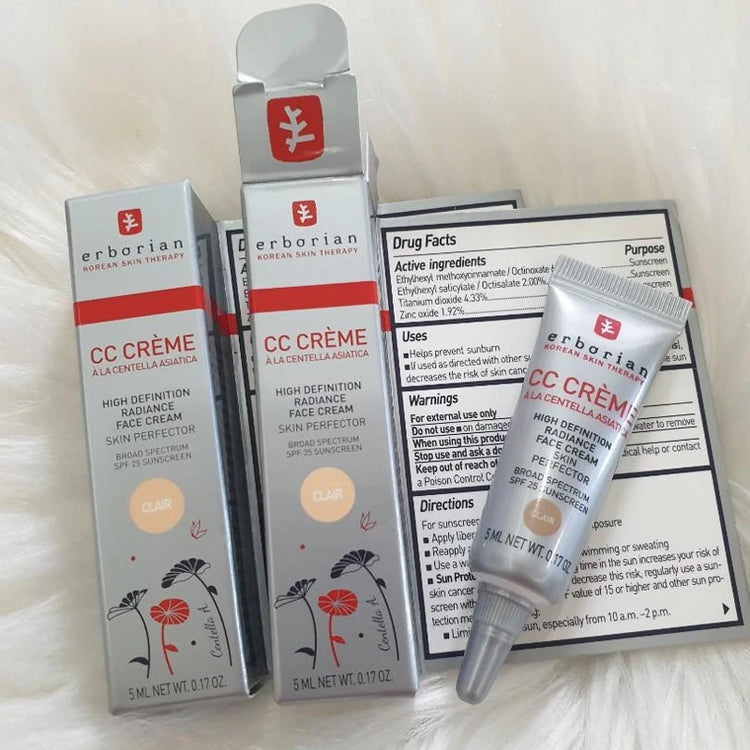 erborian
KOREAN SKIN THERAPY
CC CRÈME
À LA CENTELLA ASIATICA
HIGH DEFINITION
RADIANCE
FACE CREAM
SKIN PERFECTOR
BROAD SPECTRUM
SPF 25 SUNSCREEN
CLAIR
Centella A
5 ML NET WT. 0.17 OZ.
erborian
KOREAN SKIN THERAPY
CC CRÈME
À LA CENTELLA ASIATICA
HIGH DEFINITION
RADIANCE
FACE CREAM
SKIN PERFECTOR
BROAD SPECTRUM
SPF 25 SUNSCREEN
CLAIR
Centella A
5 ML NET WT. 0.17 OZ.
Drug Facts
Active ingredients Purpose
Ethylhexyl methoxycinnamate / Octinoxate Sunscreen
Ethylhexyl salicylate / Octisalate 2.00% Sunscreen
Titanium dioxide 4.33%
Zinc oxide 1.92%
Uses
■ Helps prevent sunburn
■ If used as directed with other su
decreases the risk of skin canc sun
Warnings
For external use only
Do not use ■ on damaged water to remove
When using this produc
Stop use and ask a do
Keep out of reach of dical help or contact
a Poison Control C
Directions
For sunscreen posure
■ Apply liber
■ Reapply a swimming or sweating
■ Use a wa
■ Sun Prote time in the sun increases your risk of
skin cancer decrease this risk, regularly use a sun-
screen with F value of 15 or higher and other sun pro-
tection me
■ Limi sun, especially from 10 a.m. –2 p.m.
erborian
KOREAN SKIN THERAPY
CC CRÈME
À LA CENTELLA ASIATICA
HIGH DEFINITION
RADIANCE
FACE CREAM
SKIN
PERFECTOR
BROAD SPECTRUM
SPF 25 SUNSCREEN
CLAIR
5 ML NET WT. 0.17 OZ.